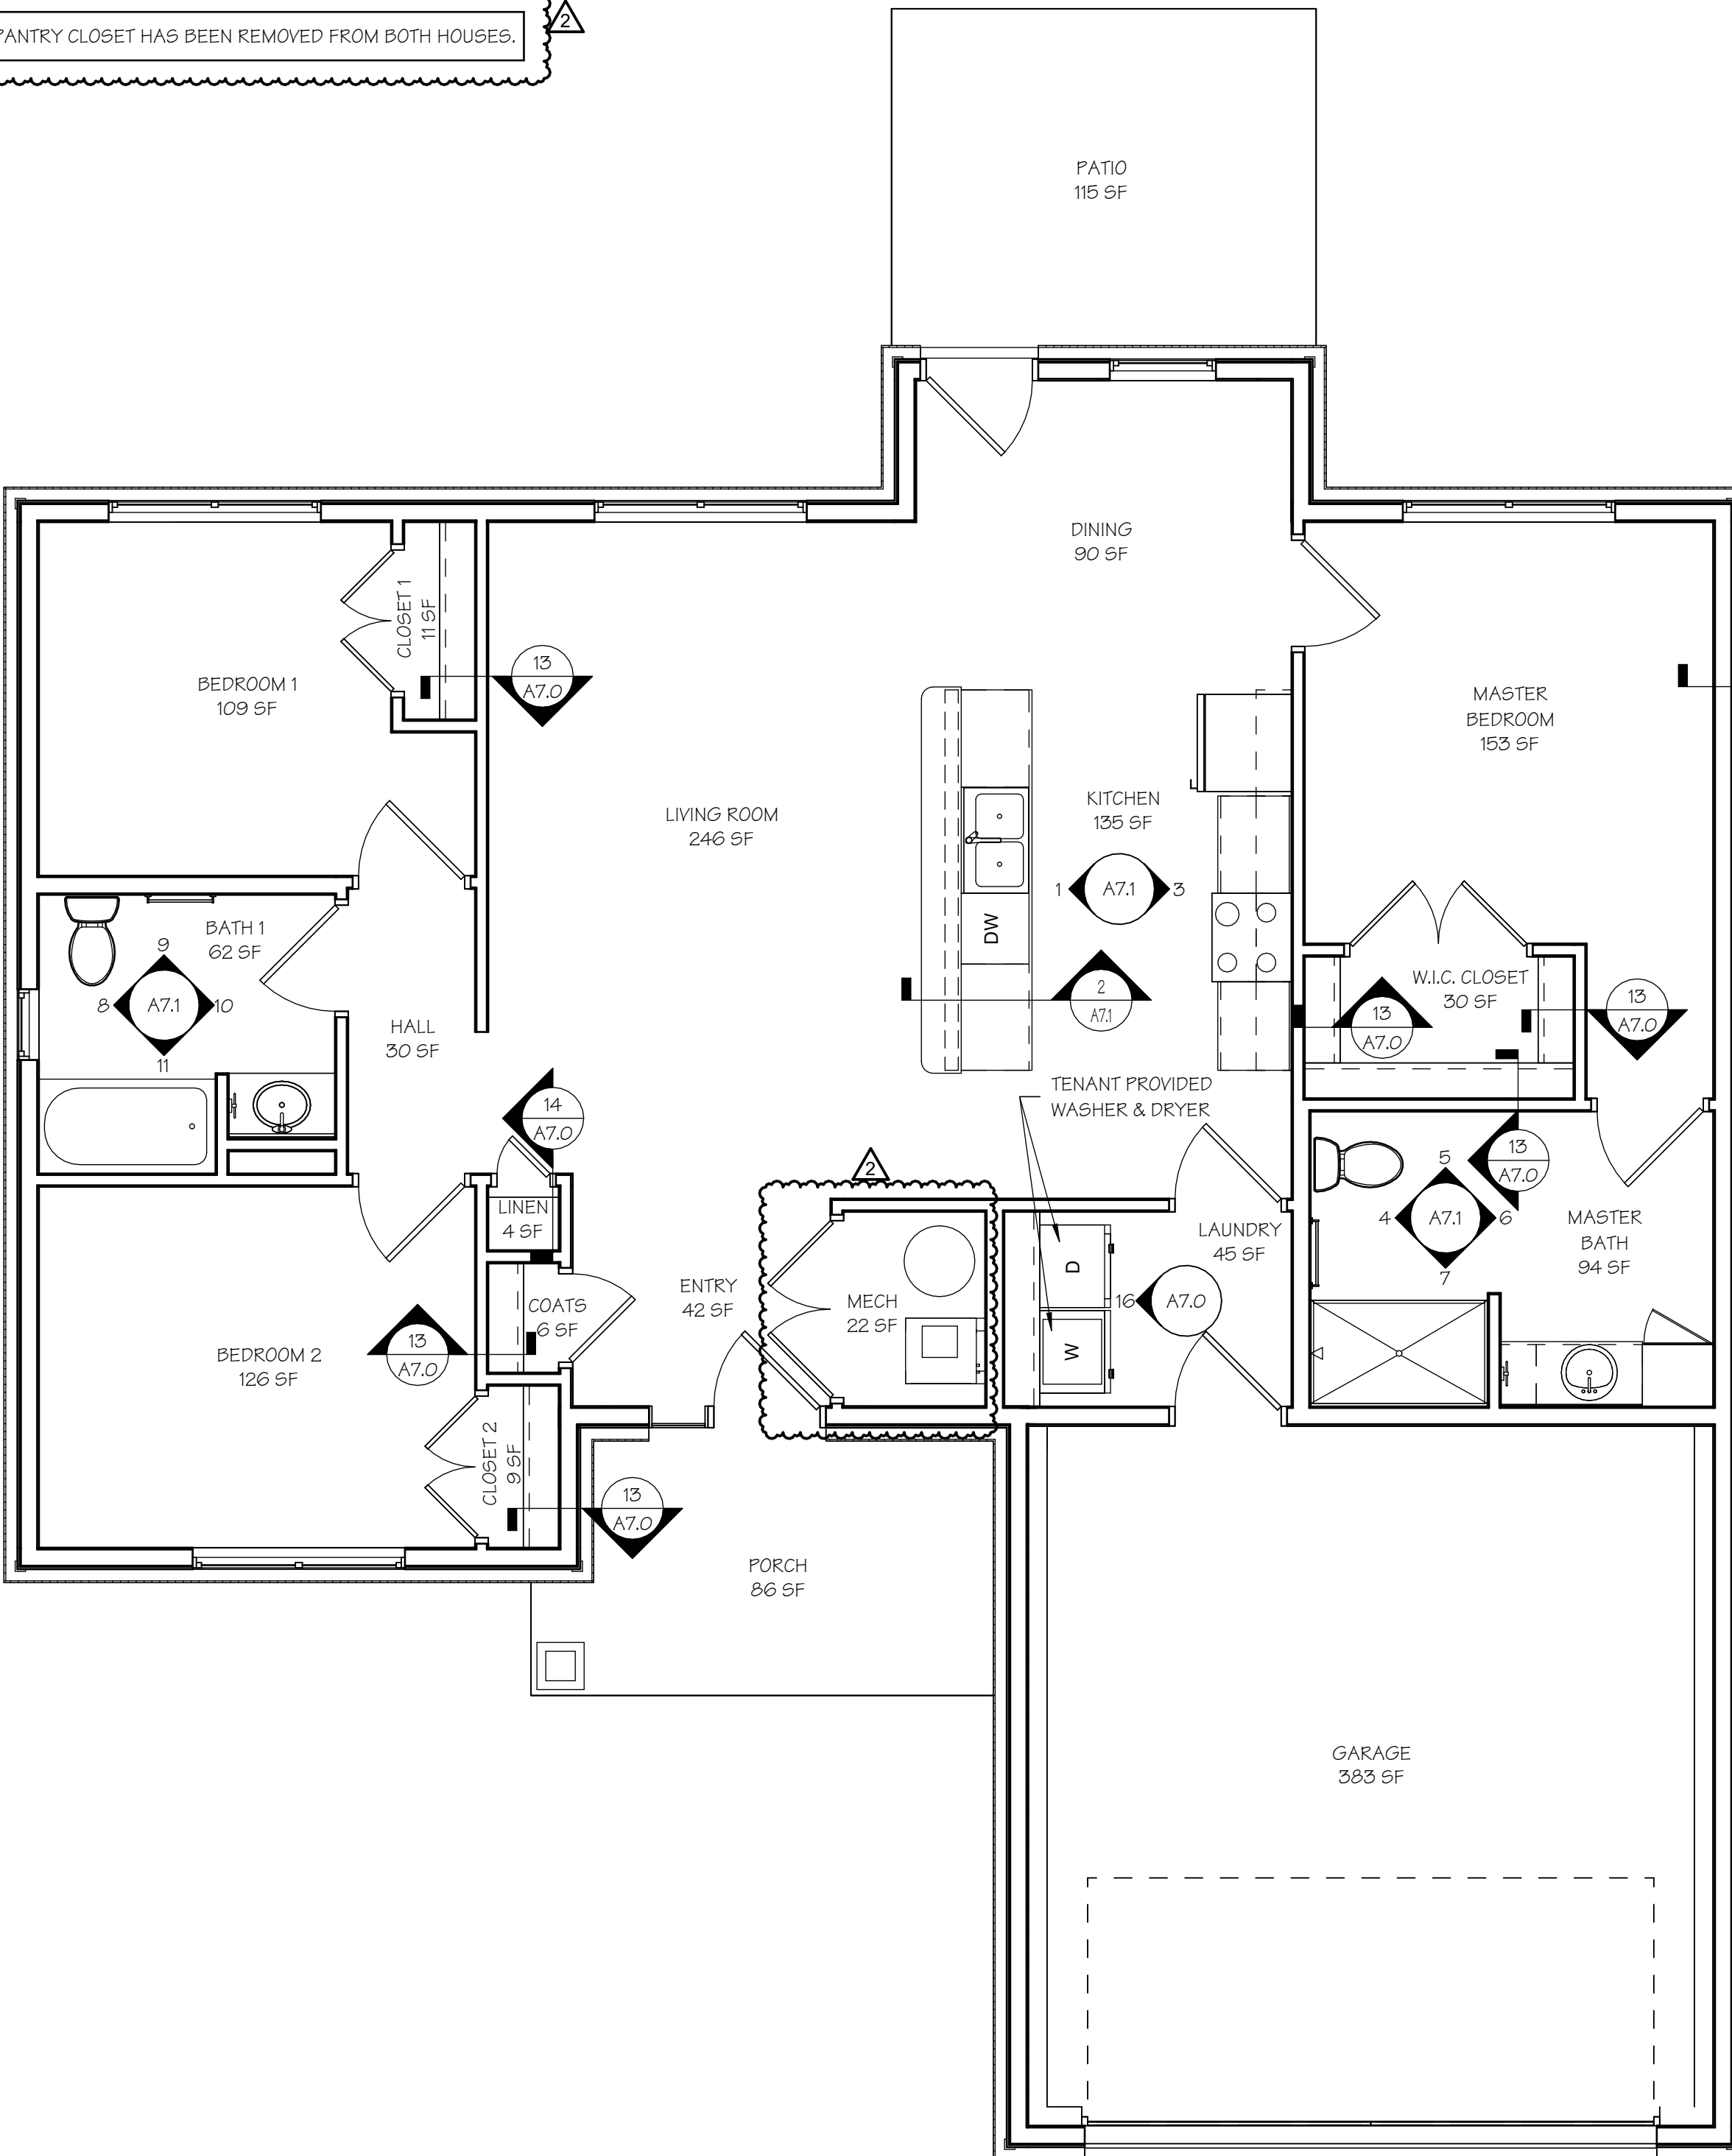 PANTRY CLOSET HAS BEEN REMOVED FROM BOTH HOUSES.
2
PATIO
115 SF
DINING
90 SF
CLOSET 1
11 SF
BEDROOM 1
109 SF
13
A7.0
MASTER
BEDROOM
153 SF
LIVING ROOM
246 SF
KITCHEN
135 SF
1
A7.1
3
DW
2
A7.1
BATH 1
62 SF
9
8
A7.1
10
11
HALL
30 SF
W.I.C. CLOSET
30 SF
13
A7.0
13
A7.0
TENANT PROVIDED
WASHER & DRYER
14
A7.0
13
A7.0
5
4
A7.1
6
7
MASTER
BATH
94 SF
2
LINEN
4 SF
LAUNDRY
45 SF
D
W
16
A7.0
ENTRY
42 SF
MECH
22 SF
COATS
6 SF
13
A7.0
BEDROOM 2
126 SF
CLOSET 2
9 SF
13
A7.0
PORCH
86 SF
GARAGE
383 SF